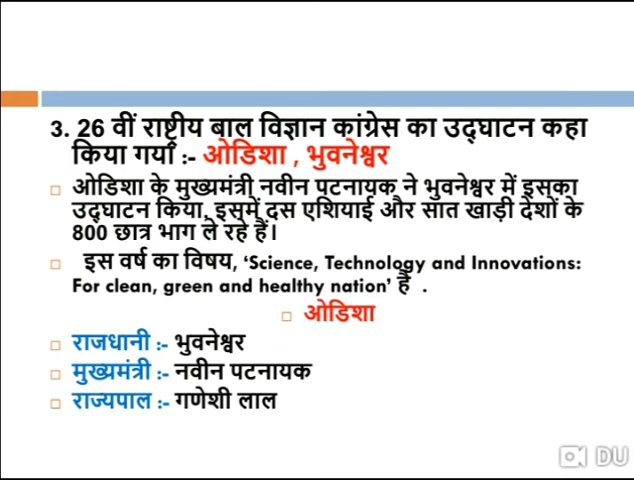 3. 26 वीं राष्ट्रीय बाल विज्ञान कांग्रेस का उद्घाटन कहा
किया गया :- ओडिशा , भुवनेश्वर
ओडिशा के मुख्यमंत्री नवीन पटनायक ने भुवनेश्वर में इसका
उद्घाटन किया, इसमें दस एशियाई और सात खाड़ी देशों के
800 छात्र भाग ले रहे हैं।
इस वर्ष का विषय, ‘Science, Technology and Innovations:
For clean, green and healthy nation’ है .
ओडिशा
राजधानी :- भुवनेश्वर
मुख्यमंत्री :- नवीन पटनायक
राज्यपाल :- गणेशी लाल
DU